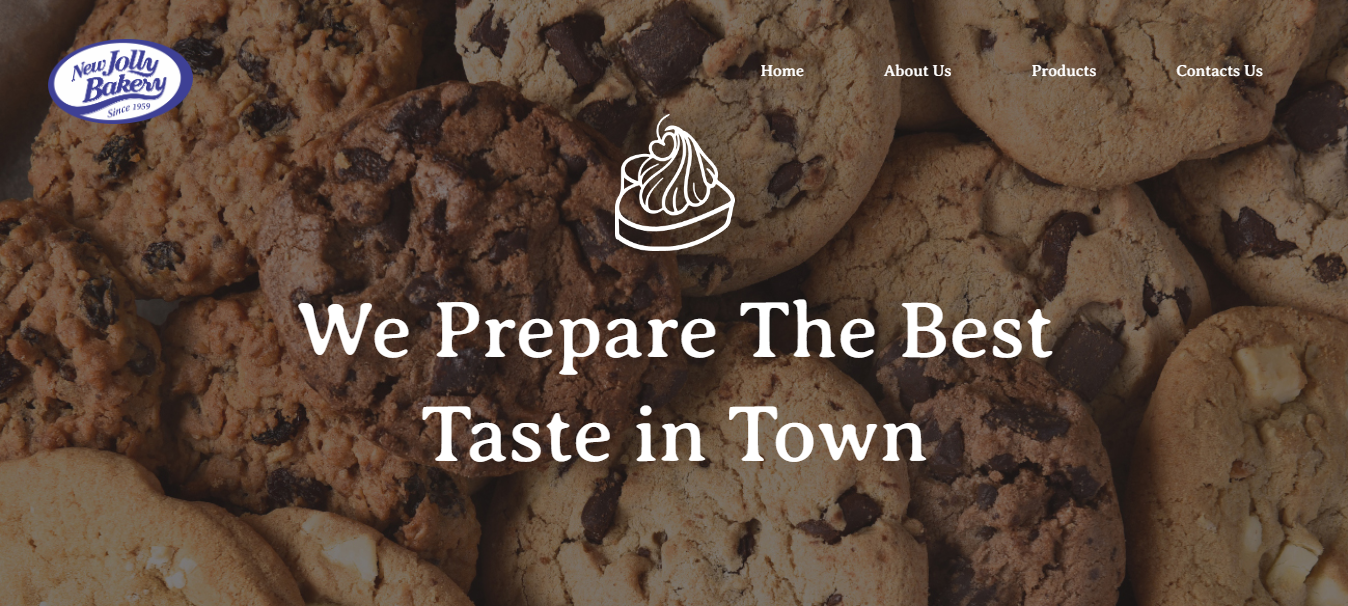 New Jolly
Bakery
Since 1959
Home About Us Products Contacts Us
We Prepare The Best
Taste in Town